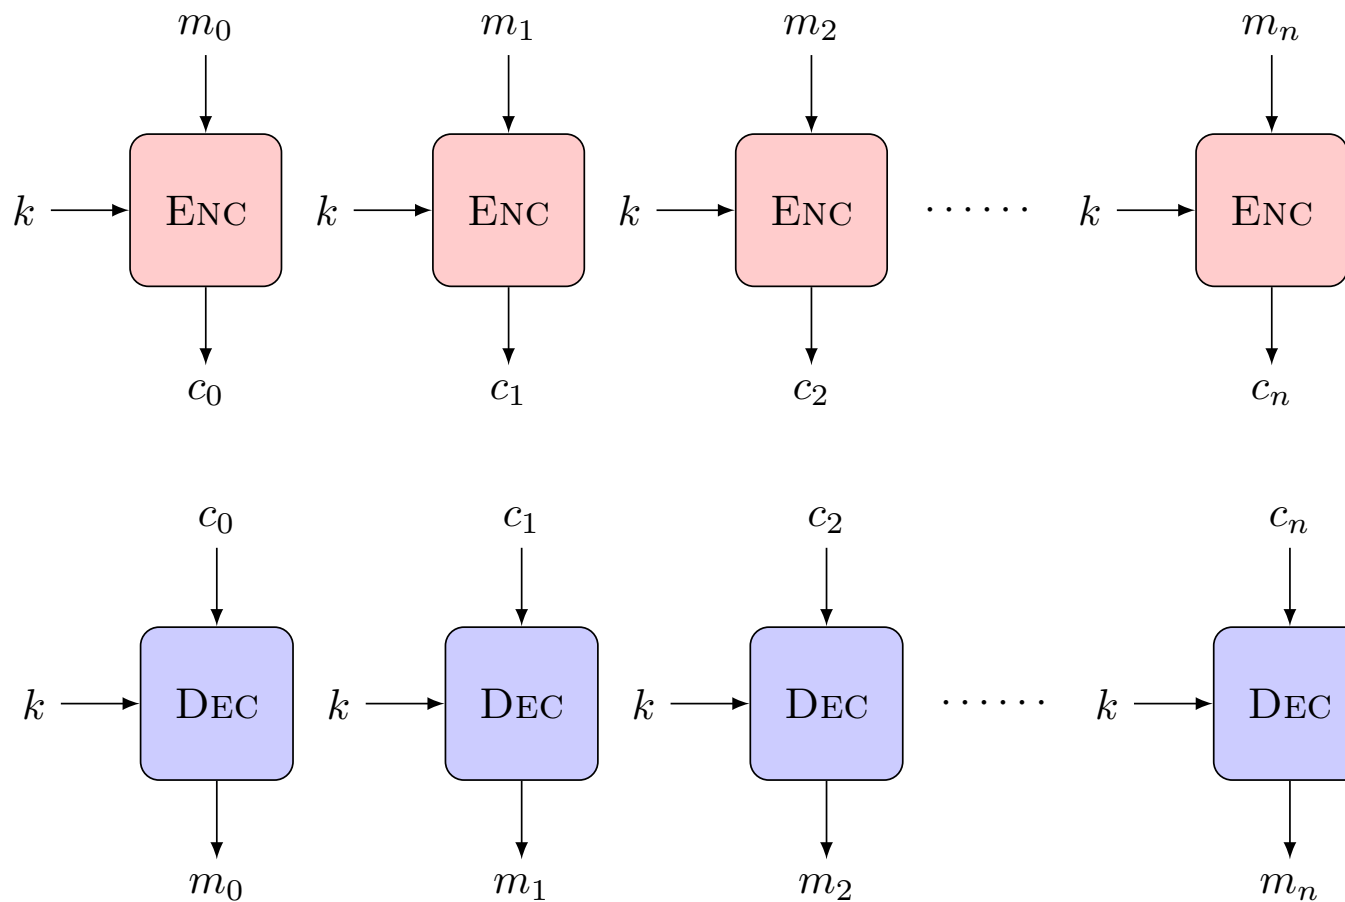 m₀ m₁ m₂ mₙ
k ENC k ENC k ENC ······ k ENC
c₀ c₁ c₂ cₙ
c₀ c₁ c₂ cₙ
k DEC k DEC k DEC ······ k DEC
m₀ m₁ m₂ mₙ